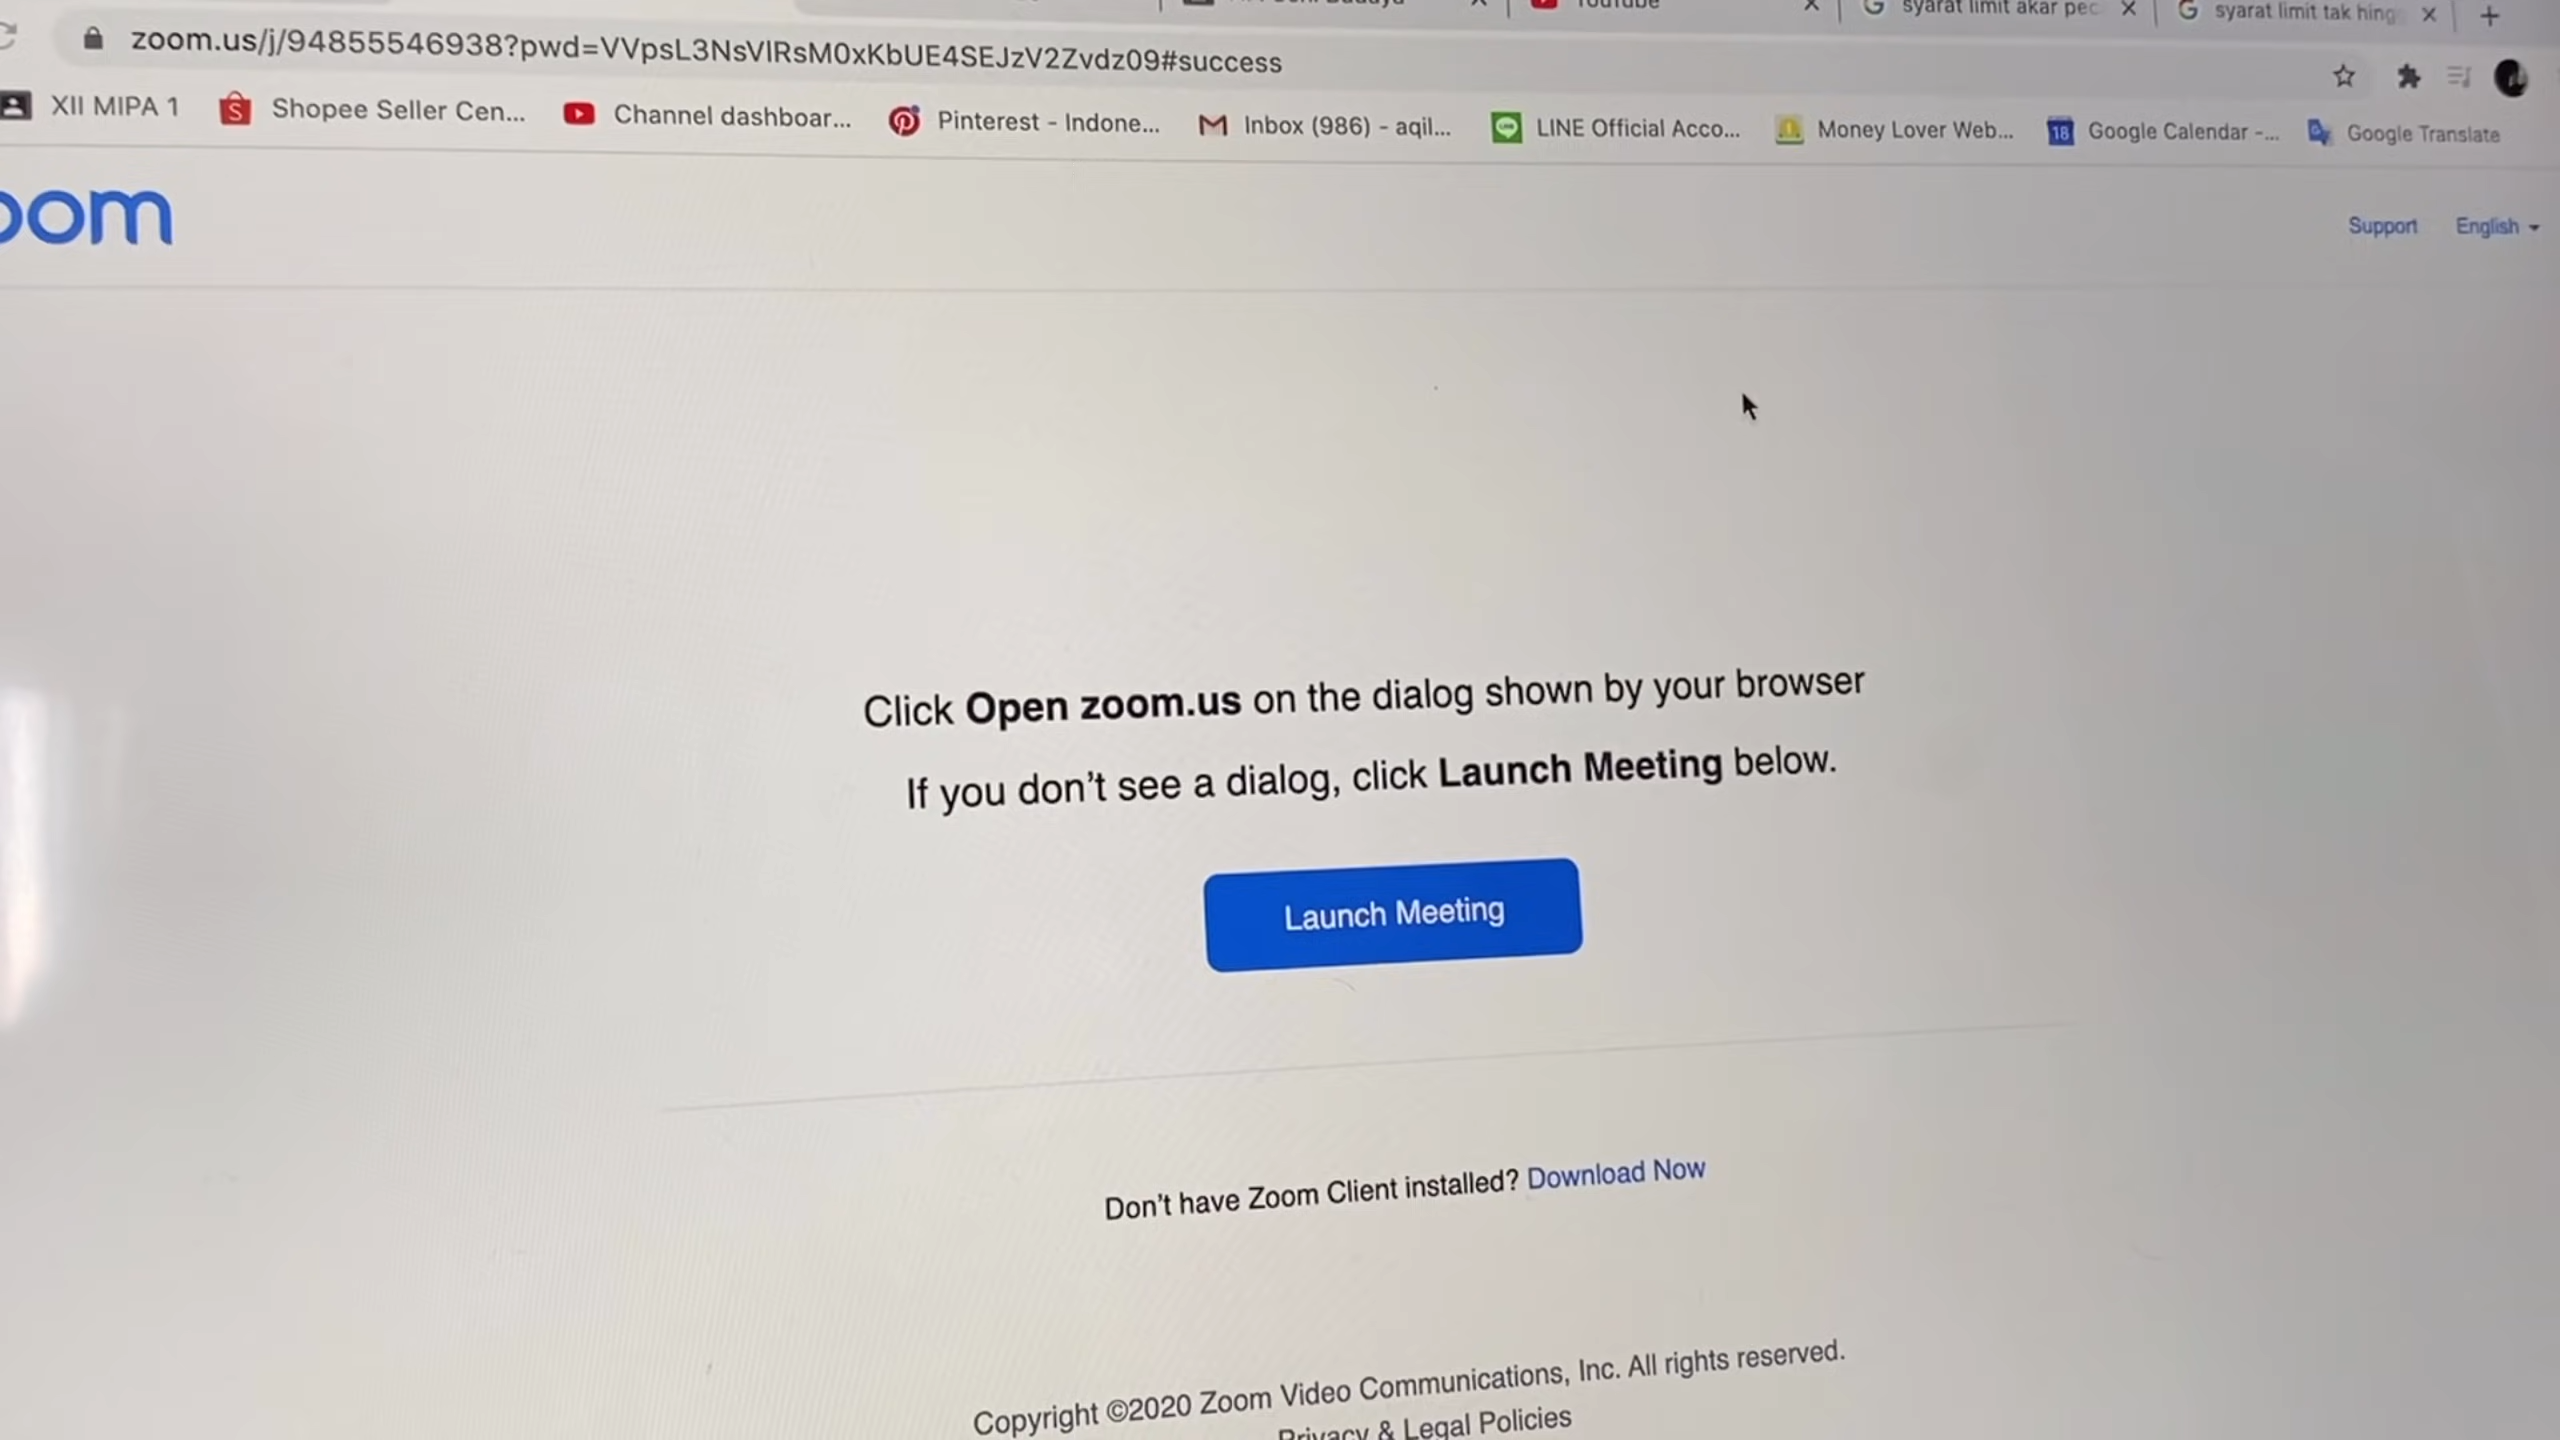 YouTube
syarat limit akar pec
syarat limit tak hing
zoom.us/j/94855546938?pwd=VVpsL3NsVlRsM0xKbUE4SEJzV2Zvdz09#success
XII MIPA 1
Shopee Seller Cen...
Channel dashboar...
Pinterest - Indone...
Inbox (986) - aqil...
LINE Official Acco...
Money Lover Web...
18 Google Calendar -...
Google Translate
oom
Support
English
Click Open zoom.us on the dialog shown by your browser
If you don't see a dialog, click Launch Meeting below.
Launch Meeting
Don't have Zoom Client installed? Download Now
Copyright ©2020 Zoom Video Communications, Inc. All rights reserved.
Privacy & Legal Policies